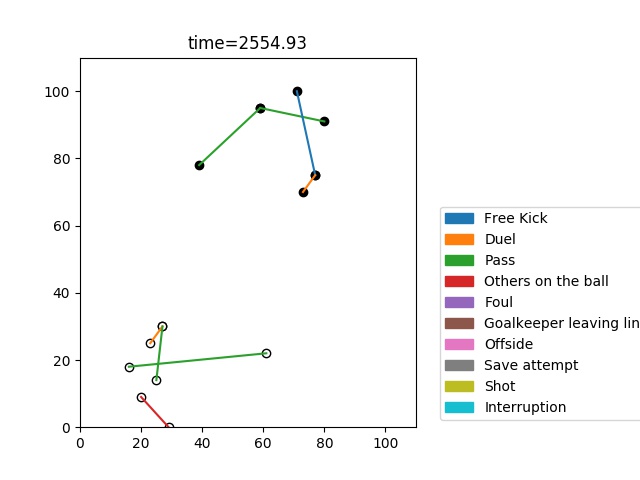 time=2554.93
100
80
60
40
20
0
0
20
40
60
80
100
Free Kick
Duel
Pass
Others on the ball
Foul
Goalkeeper leaving lin
Offside
Save attempt
Shot
Interruption